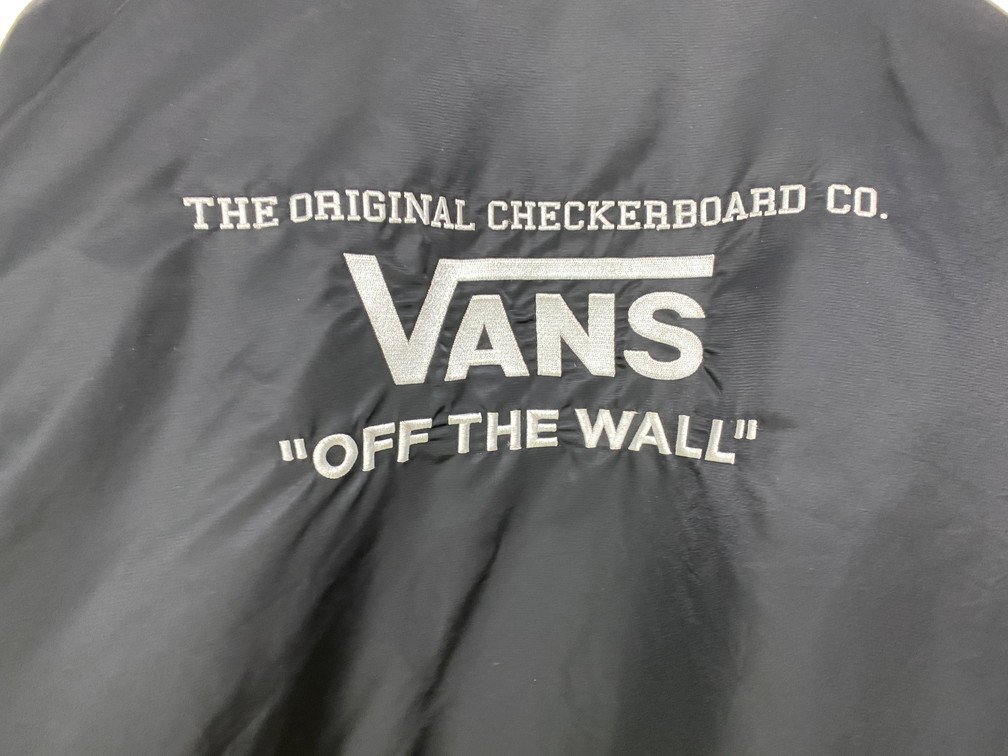 THE ORIGINAL CHECKERBOARD CO.
VANS
"OFF THE WALL"